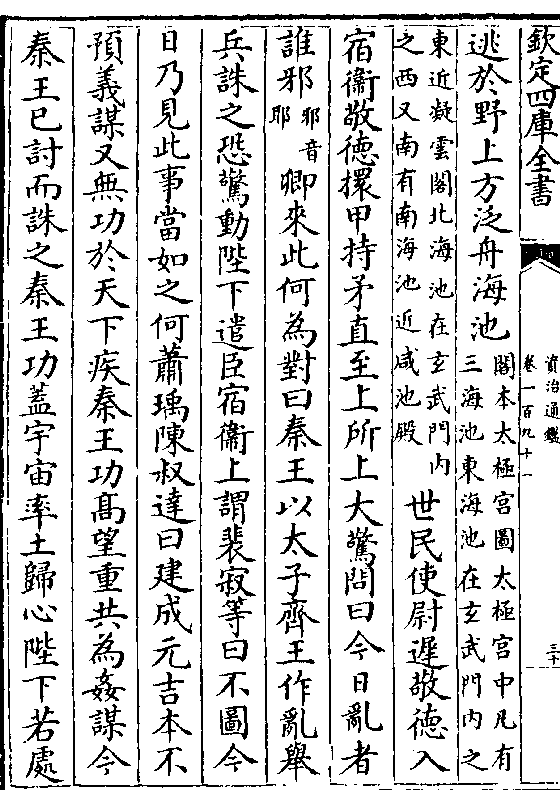 欽定四庫全書
資治通鑑
卷一百九十一
三十
逃於野上方泛舟海池閣本太極宮圖太極宮中凡有
三海池東海池在玄武門內之
東近凝雲閣北海池在玄武門內
之西又南有南海池近咸池殿世民使尉遲敬德入
宿衞敬德擐甲持矛直至上所上大驚問曰今日亂者
誰邪邪音
耶卿來此何為對曰秦王以太子齊王作亂舉
兵誅之恐驚動陛下遣臣宿衞上謂裴寂等曰不圖今
日乃見此事當如之何蕭瑀陳叔達曰建成元吉本不
預義謀又無功於天下疾秦王功髙望重共為姦謀今
秦王已討而誅之秦王功蓋宇宙率土歸心陛下若處